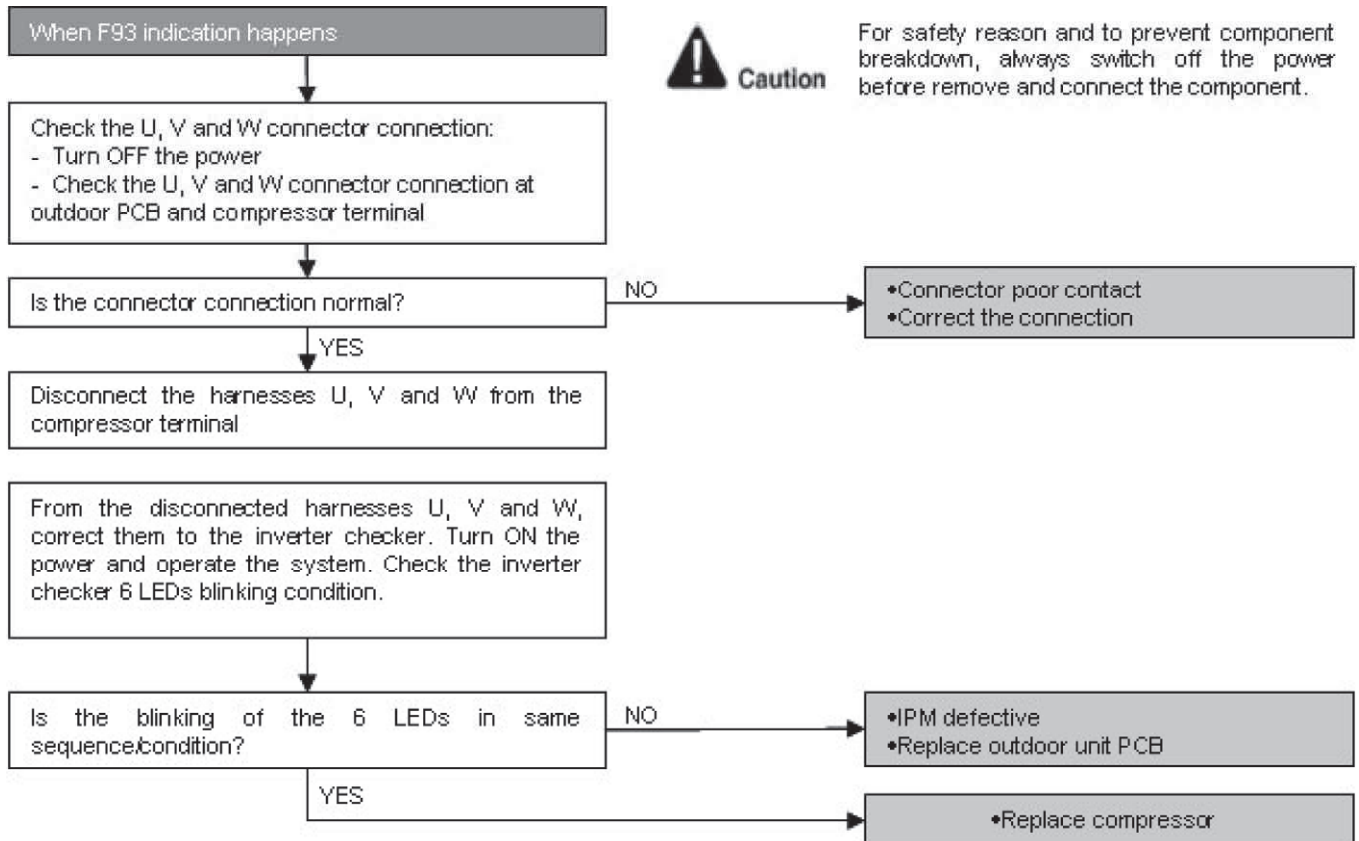 When F93 indication happens
Caution
For safety reason and to prevent component
breakdown, always switch off the power
before remove and connect the component.
Check the U, V and W connector connection:
- Turn OFF the power
- Check the U, V and W connector connection at
outdoor PCB and compressor terminal
Is the connector connection normal?
NO
•Connector poor contact
•Correct the connection
YES
Disconnect the harnesses U, V and W from the
compressor terminal
From the disconnected harnesses U, V and W,
correct them to the inverter checker. Turn ON the
power and operate the system. Check the inverter
checker 6 LEDs blinking condition.
Is the blinking of the 6 LEDs in same
sequence/condition?
NO
•IPM defective
•Replace outdoor unit PCB
YES
•Replace compressor